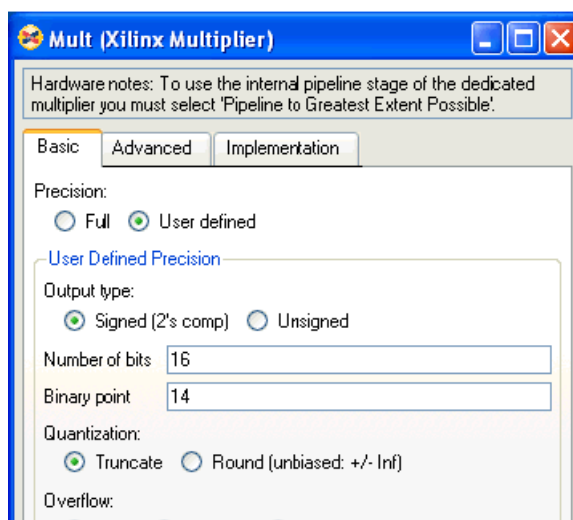 Mult (Xilinx Multiplier)
Hardware notes: To use the internal pipeline stage of the dedicated
multiplier you must select 'Pipeline to Greatest Extent Possible'.
Basic Advanced Implementation
Precision:
Full User defined
User Defined Precision
Output type:
Signed (2's comp) Unsigned
Number of bits 16
Binary point 14
Quantization:
Truncate Round (unbiased: +/- Inf)
Overflow: